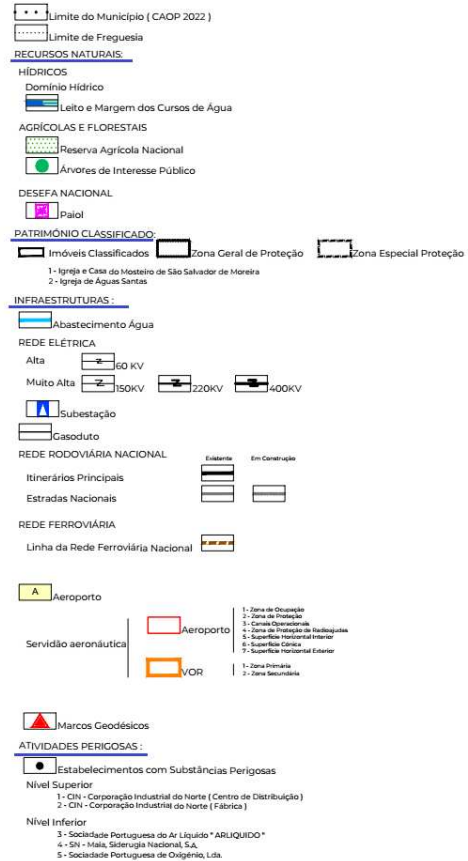 Limite do Município ( CAOP 2022 )
Limite de Freguesia
RECURSOS NATURAIS:
HÍDRICOS
Domínio Hídrico
Leito e Margem dos Cursos de Água
AGRÍCOLAS E FLORESTAIS
Reserva Agrícola Nacional
Árvores de Interesse Público
DESEFA NACIONAL
Paiol
PATRIMÓNIO CLASSIFICADO:
Imóveis Classificados Zona Geral de Proteção Zona Especial Proteção
1 - Igreja e Casa do Mosteiro de São Salvador de Moreira
2 - Igreja de Águas Santas
INFRAESTRUTURAS :
Abastecimento Água
REDE ELÉTRICA
Alta 60 KV
Muito Alta 150KV 220KV 400KV
Subestação
Gasoduto
REDE RODOVIÁRIA NACIONAL Existente Em Construção
Itinerários Principais
Estradas Nacionais
REDE FERROVIÁRIA
Linha da Rede Ferroviária Nacional
A Aeroporto
Servidão aeronáutica
Aeroporto
1 - Zona de Ocupação
2 - Zona de Proteção
3 - Canais Operacionais
4 - Zona de Proteção de Radioajudas
5 - Superfície Horizontal Interior
6 - Superfície Cónica
7 - Superfície Horizontal Exterior
VOR
1 - Zona Primária
2 - Zona Secundária
Marcos Geodésicos
ATIVIDADES PERIGOSAS :
Estabelecimentos com Substâncias Perigosas
Nível Superior
1 - CIN - Corporação Industrial do Norte ( Centro de Distribuição )
2 - CIN - Corporação Industrial do Norte ( Fábrica )
Nível Inferior
3 - Sociadade Portuguesa do Ar Líquido " ARLIQUIDO "
4 - SN - Maia, Siderugia Nacional, S.A,
5 - Sociadade Portuguesa de Oxigénio, Lda.